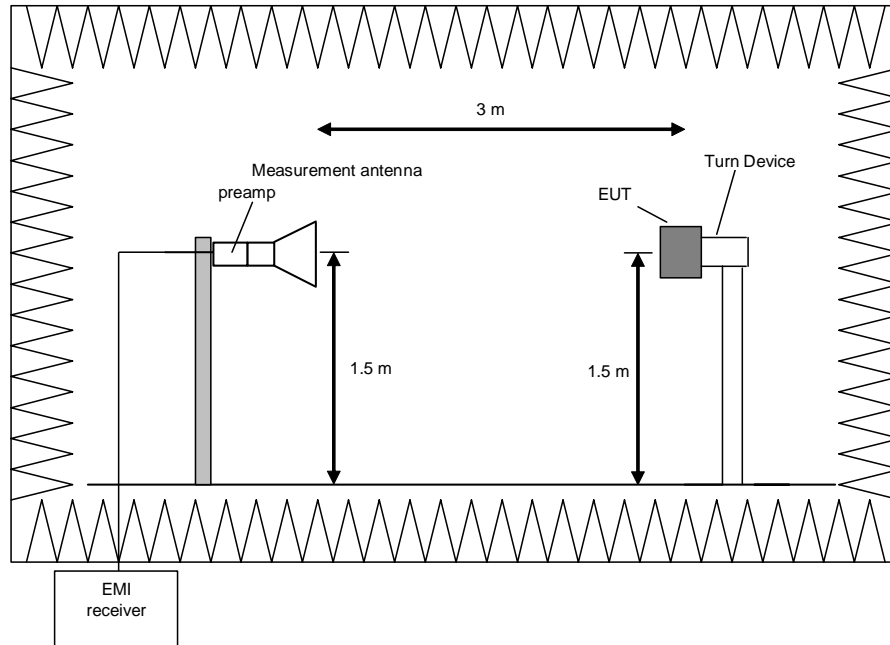 3 m
Measurement antenna
preamp
Turn Device
EUT
1.5 m
1.5 m
EMI
receiver